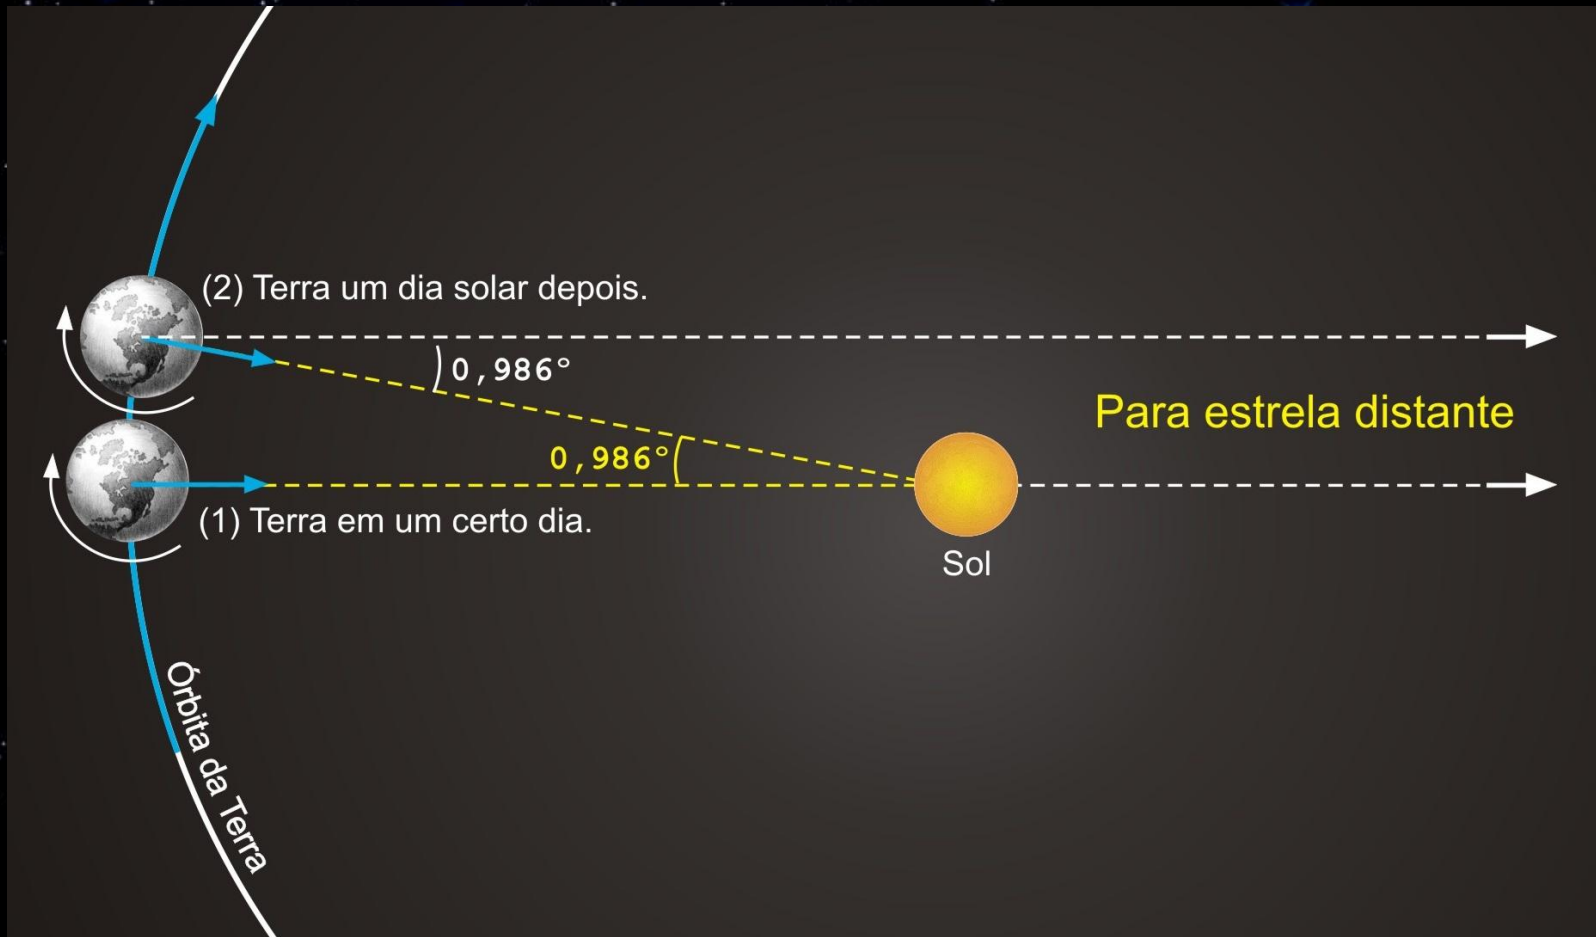 (2) Terra um dia solar depois.
0,986°
Para estrela distante
0,986°
(1) Terra em um certo dia.
Sol
Órbita da Terra